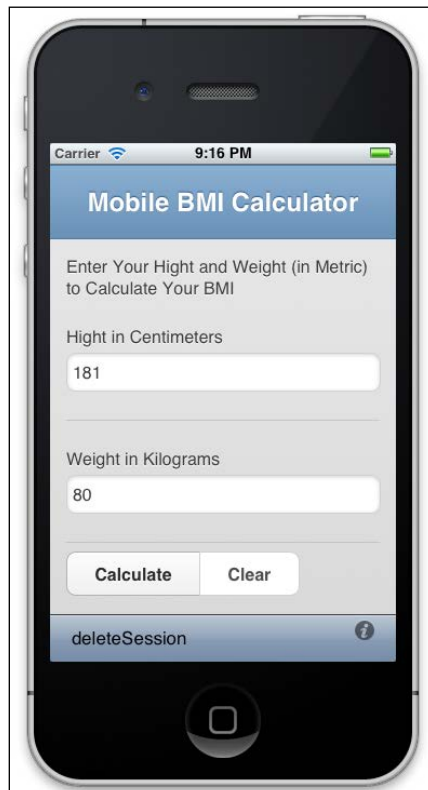 Carrier 9:16 PM
Mobile BMI Calculator
Enter Your Hight and Weight (in Metric)
to Calculate Your BMI
Hight in Centimeters
181
Weight in Kilograms
80
Calculate Clear
deleteSession i